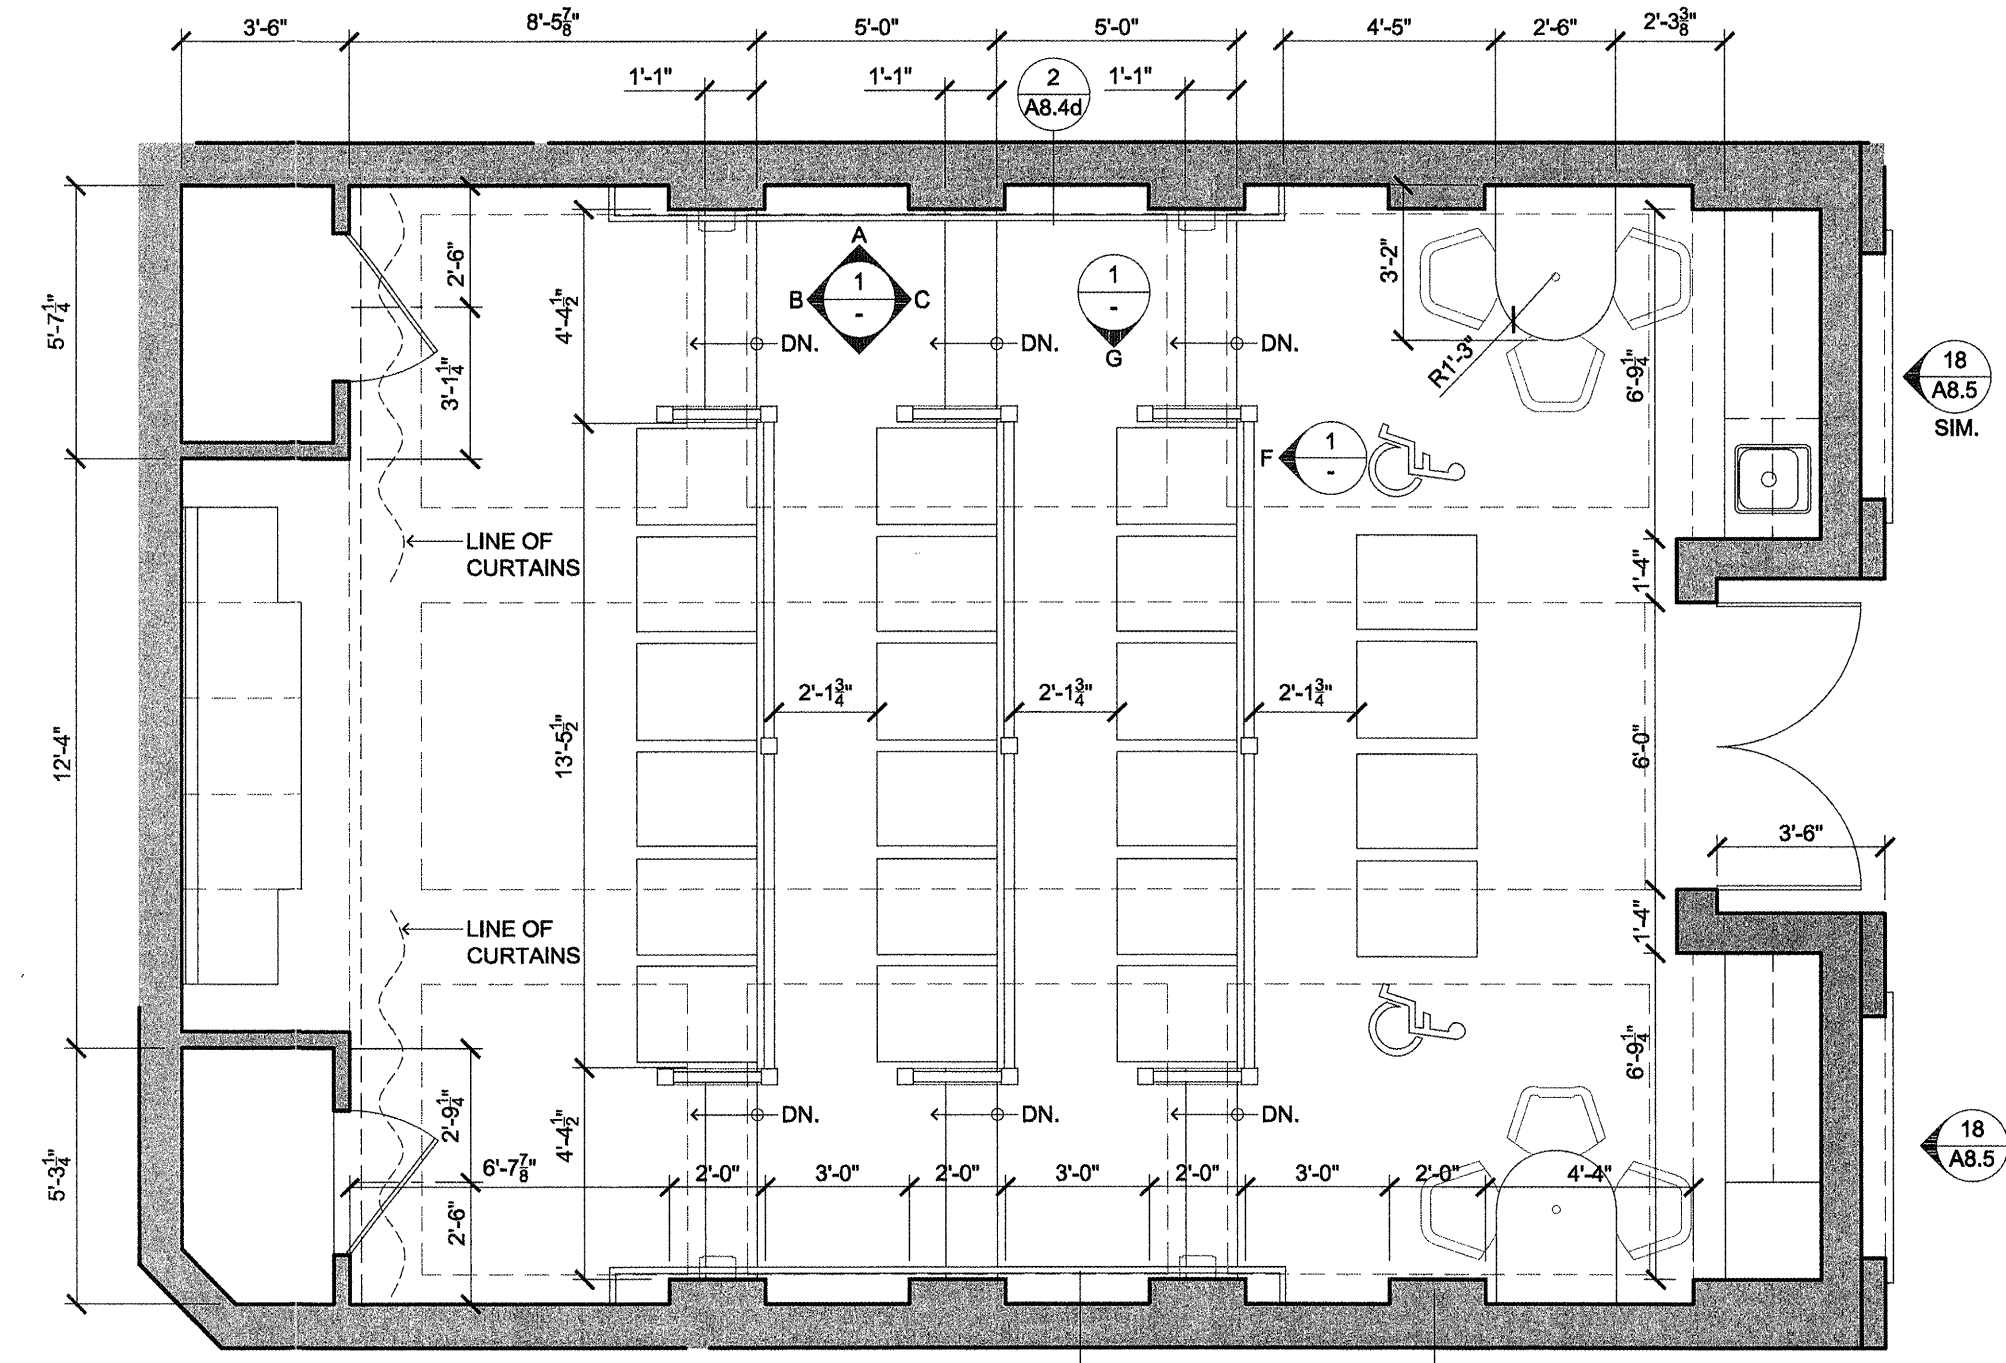 3'-6" 8'-5 7/8" 5'-0" 5'-0" 4'-5" 2'-6" 2'-3 3/8"
1'-1" 1'-1" 1'-1"
2
A8.4d
5'-7 1/4"
2'-6"
3'-1 1/4"
4'-4 1/2"
A
B 1 C
-
1
-
G
3'-2"
R1'-3"
6'-9 1/4"
DN. DN. DN.
18
A8.5
SIM.
F 1
-
LINE OF
CURTAINS
1'-4"
12'-4"
13'-5 1/2"
2'-1 3/4" 2'-1 3/4" 2'-1 3/4"
6'-0"
3'-6"
LINE OF
CURTAINS
1'-4"
5'-3 1/4"
2'-9 1/4"
2'-6"
4'-4 1/2"
6'-9 1/4"
DN. DN. DN.
18
A8.5
6'-7 7/8" 2'-0" 3'-0" 2'-0" 3'-0" 2'-0" 3'-0" 2'-0" 4'-4"